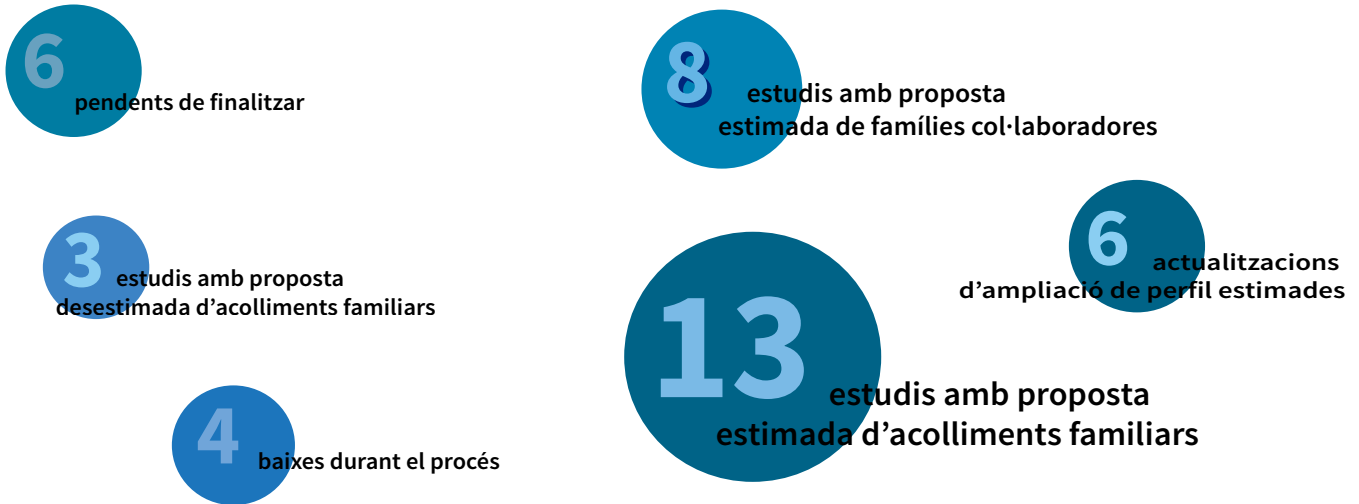 6
pendents de finalitzar
8
estudis amb proposta
estimada de famílies col·laboradores
3
estudis amb proposta
desestimada d’acolliments familiars
6
actualitzacions
d’ampliació de perfil estimades
13
estudis amb proposta
estimada d’acolliments familiars
4
baixes durant el procés